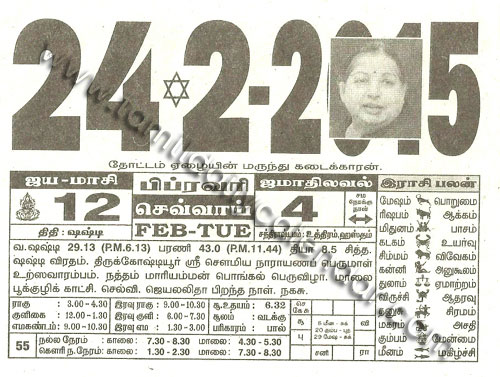 24-2-2015
www.tamildailycalendar.com
தோட்டம் ஏழையின் மருந்து கடைக்காரன்.
ஜய-மாசி பிப்ரவரி ஜமாதிலவல் இராசி பலன்
12 செவ்வாய் 4
திதி : ஷஷ்டி FEB-TUE சந்திராஷ்டமம்: உத்திரம்,ஹஸ்தம்
வ.ஷஷ்டி 29.13 (P.M.6.13) பரணி 43.0 (P.M.11.44) தியா 8.5 சித்த.
ஷஷ்டி விரதம். திருக்கோஷ்டியூர் ஸ்ரீ சௌமிய நாராயணப் பெருமாள்
உற்ஸவாரம்பம். நத்தம் மாரியம்மன் பொங்கல் பெருவிழா. மாலை
பூக்குழிக் காட்சி. செல்வி. ஜெயலலிதா பிறந்த நாள். நகசு.
ராகு : 3.00 - 4.30 இரவு ராகு - 9.00 - 10.30 சூ.உதயம் : 6.32
குளிகை : 12.00 - 1.30 இரவு குளி - 6.00 - 7.30 சூலம் : வடக்கு
எமகண்டம் : 9.00 - 10.30 இரவு எம - 1.30 - 3.00 பரிகாரம் : பால்
55 நல்ல நேரம் : காலை: 7.30 - 8.30 மாலை: 4.30 - 5.30
கௌரி ந.நேரம் : காலை: 1.30 - 2.30 மாலை: 7.30 - 8.30
மேஷம் பொறுமை
ரிஷபம் ஆக்கம்
மிதுனம் பாசம்
கடகம் உயர்வு
சிம்மம் விவேகம்
கன்னி அனுகூலம்
துலாம் ஏமாற்றம்
விருச்சி ஆதரவு
தனுசு சிரமம்
மகரம் அசதி
கும்பம் மேன்மை
மீனம் மகிழ்ச்சி